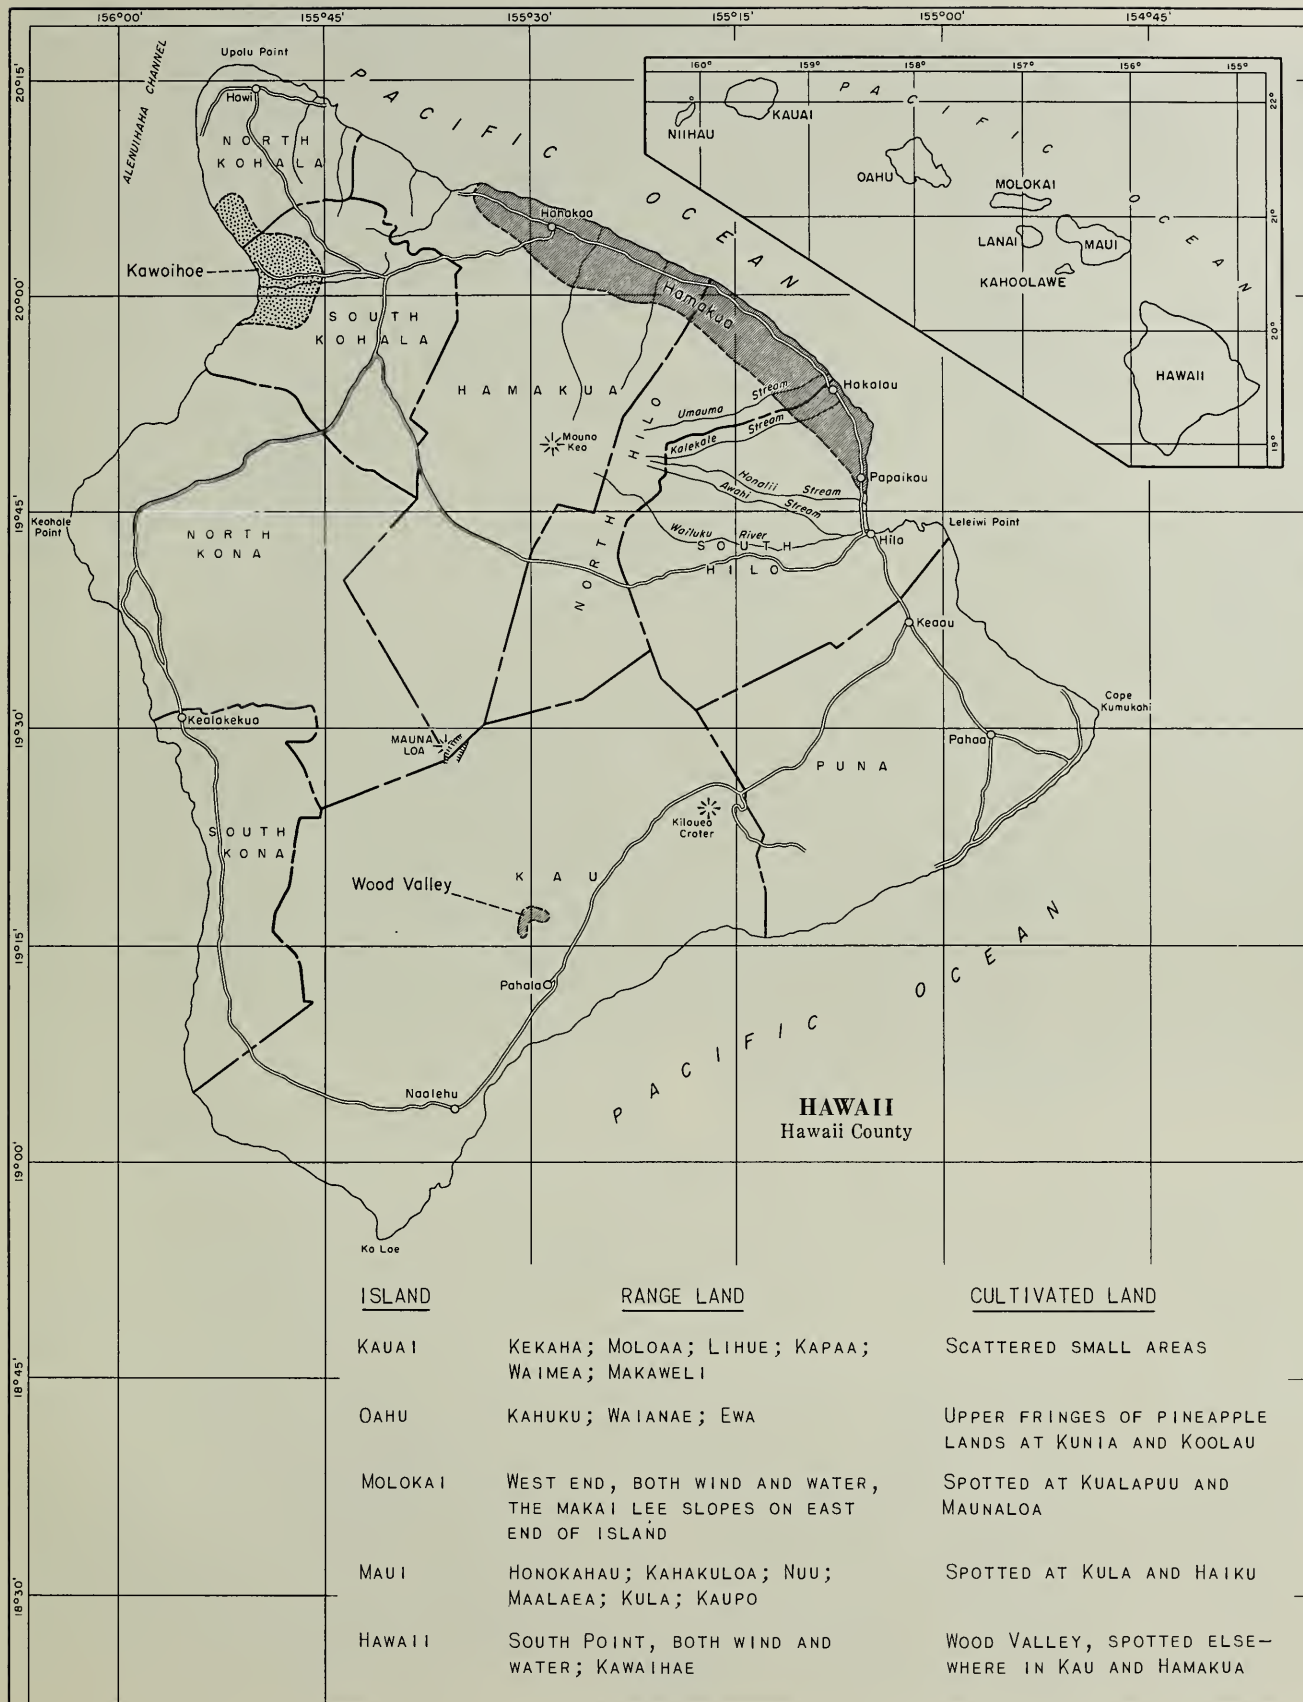 156°00'
155°45'
155°30'
155°15'
155°00'
154°45'
20°15'
20°00'
19°45'
19°30'
19°15'
19°00'
18°45'
18°30'
Upolu Point
ALENUIHAHA CHANNEL
PACIFIC OCEAN
Hawi
NORTH
KOHALA
Honokaa
Kawoihoe
Hamakua
SOUTH
KOHALA
HAMAKUA
Hakalau
Umauma Stream
Kalekale Stream
Mouna
Kea
NORTH HILO
Papaikou
Honolii Stream
Awahi Stream
Keahole
Point
Leleiwi Point
NORTH
KONA
Wailuku River
SOUTH
HILO
Hilo
Keaau
Cape
Kumukahi
Kealakekua
MAUNA
LOA
Pahoa
PUNA
Kilouea
Crater
SOUTH
KONA
KAU
Wood Valley
Pahala
PACIFIC OCEAN
Naalehu
HAWAII
Hawaii County
Ka Lae
160°
159°
158°
157°
156°
155°
22°
21°
20°
19°
PACIFIC OCEAN
NIIHAU
KAUAI
OAHU
MOLOKAI
LANAI
MAUI
KAHOOLAWE
HAWAII
ISLAND RANGE LAND CULTIVATED LAND
KAUAI KEKAHA; MOLOAA; LIHUE; KAPAA; SCATTERED SMALL AREAS
WAIMEA; MAKAWELI
OAHU KAHUKU; WAIANAE; EWA UPPER FRINGES OF PINEAPPLE
LANDS AT KUNIA AND KOOLAU
MOLOKAI WEST END, BOTH WIND AND WATER, SPOTTED AT KUALAPUU AND
THE MAKAI LEE SLOPES ON EAST MAUNALOA
END OF ISLAND
MAUI HONOKAHAU; KAHAKULOA; NUU; SPOTTED AT KULA AND HAIKU
MAALAEA; KULA; KAUPO
HAWAII SOUTH POINT, BOTH WIND AND WOOD VALLEY, SPOTTED ELSE-
WATER; KAWAIHAE WHERE IN KAU AND HAMAKUA